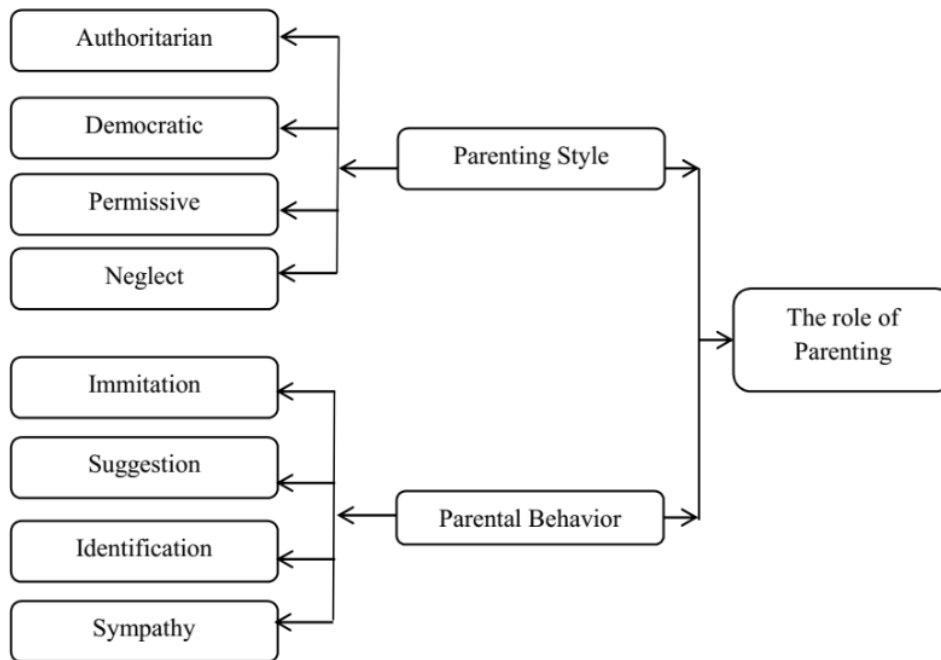 Authoritarian
Democratic
Permissive
Neglect
Parenting Style
Immitation
Suggestion
Identification
Sympathy
Parental Behavior
The role of
Parenting